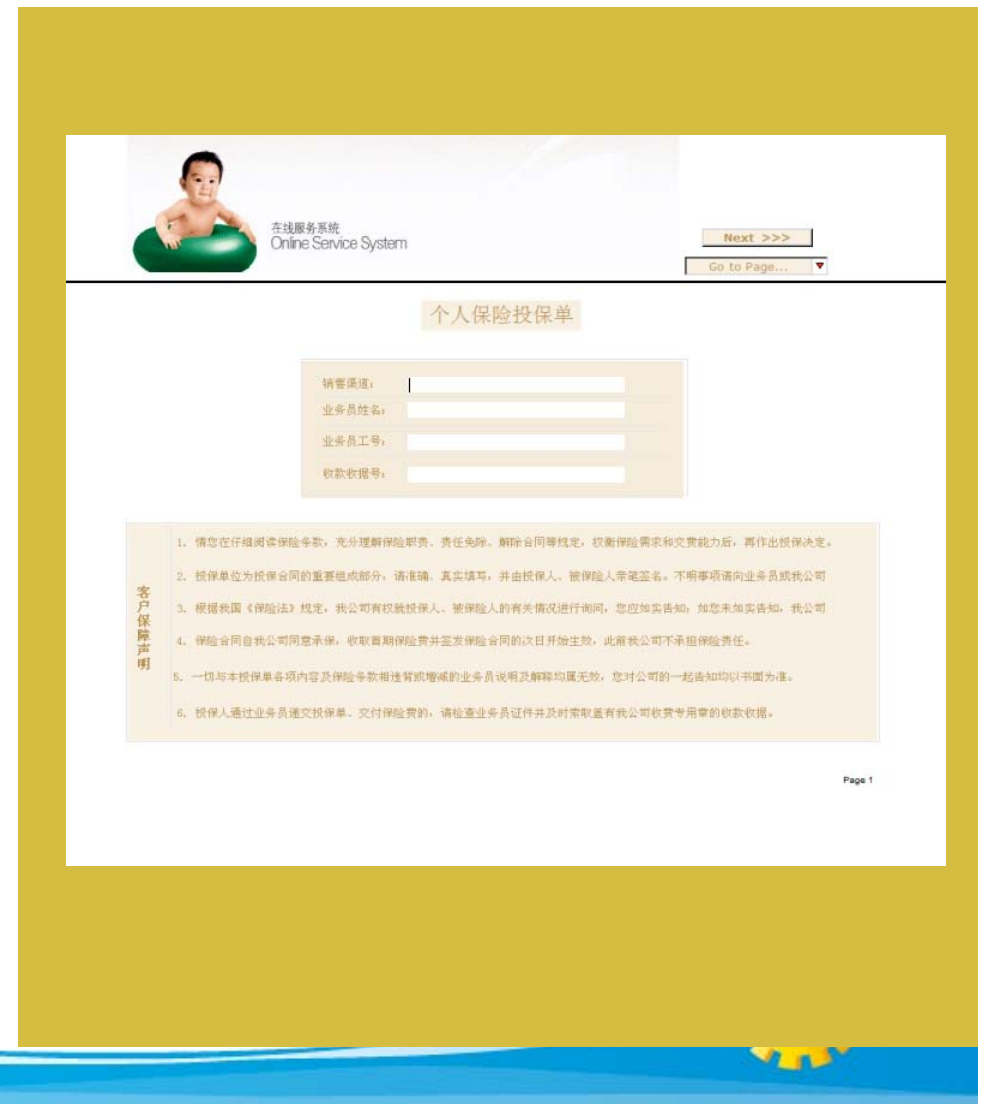 在线服务系统
Online Service System
Next >>>
Go to Page...
个人保险投保单
销售渠道:
业务员姓名:
业务员工号:
收款收据号:
客户保障声明
1. 情您在仔细阅读保险条款，充分理解保险职责、责任免除、解除合同等规定，权衡保险需求和交费能力后，再作出投保决定。
2. 投保单位为投保合同的重要组成部分，请准确、真实填写，并由投保人、被保险人亲笔签名。不明事项请向业务员或我公司
3. 根据我国《保险法》规定，我公司有权就投保人、被保险人的有关情况进行询问，您应如实告知，如您未如实告知，我公司
4. 保险合同自我公司同意承保，收取首期保险费并签发保险合同的次日开始生效，此前我公司不承担保险责任。
5. 一切与本投保单各项内容及保险条款相违背或增减的业务员说明及解释均属无效，您对公司的一起告知均以书面为准。
6. 投保人通过业务员递交投保单、交付保险费的，请检查业务员证件并及时索取盖有我公司收费专用章的收款收据。
Page 1